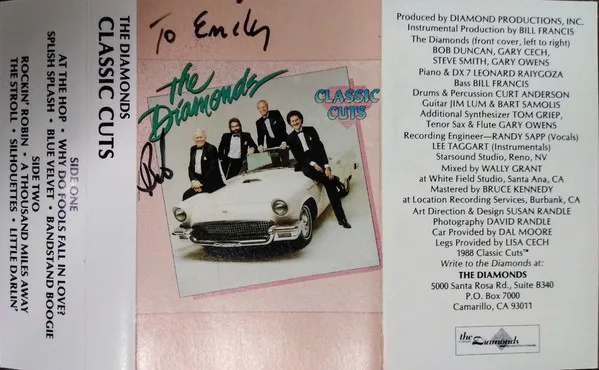 THE DIAMONDS
CLASSIC CUTS
SIDE ONE
AT THE HOP • WHY DO FOOLS FALL IN LOVE?
SPLISH SPLASH • BLUE VELVET • BANDSTAND BOOGIE
SIDE TWO
ROCKIN' ROBIN • A THOUSAND MILES AWAY
THE STROLL • SILHOUETTES • LITTLE DARLIN'
To Emily
The
Diamonds
CLASSIC
CUTS
Produced by DIAMOND PRODUCTIONS, INC.
Instrumental Production by BILL FRANCIS
The Diamonds (front cover, left to right)
BOB DUNCAN, GARY CECH,
STEVE SMITH, GARY OWENS
Piano & DX 7 LEONARD RAIYGOZA
Bass BILL FRANCIS
Drums & Percussion CURT ANDERSON
Guitar JIM LUM & BART SAMOLIS
Additional Synthesizer TOM GRIEP,
Tenor Sax & Flute GARY OWENS
Recording Engineer—RANDY SAPP (Vocals)
LEE TAGGART (Instrumentals)
Starsound Studio, Reno, NV
Mixed by WALLY GRANT
at White Field Studio, Santa Ana, CA
Mastered by BRUCE KENNEDY
at Location Recording Services, Burbank, CA
Art Direction & Design SUSAN RANDLE
Photography DAVID RANDLE
Car Provided by DAL MOORE
Legs Provided by LISA CECH
1988 Classic Cuts™
Write to the Diamonds at:
THE DIAMONDS
5000 Santa Rosa Rd., Suite B340
P.O. Box 7000
Camarillo, CA 93011
the
Diamonds